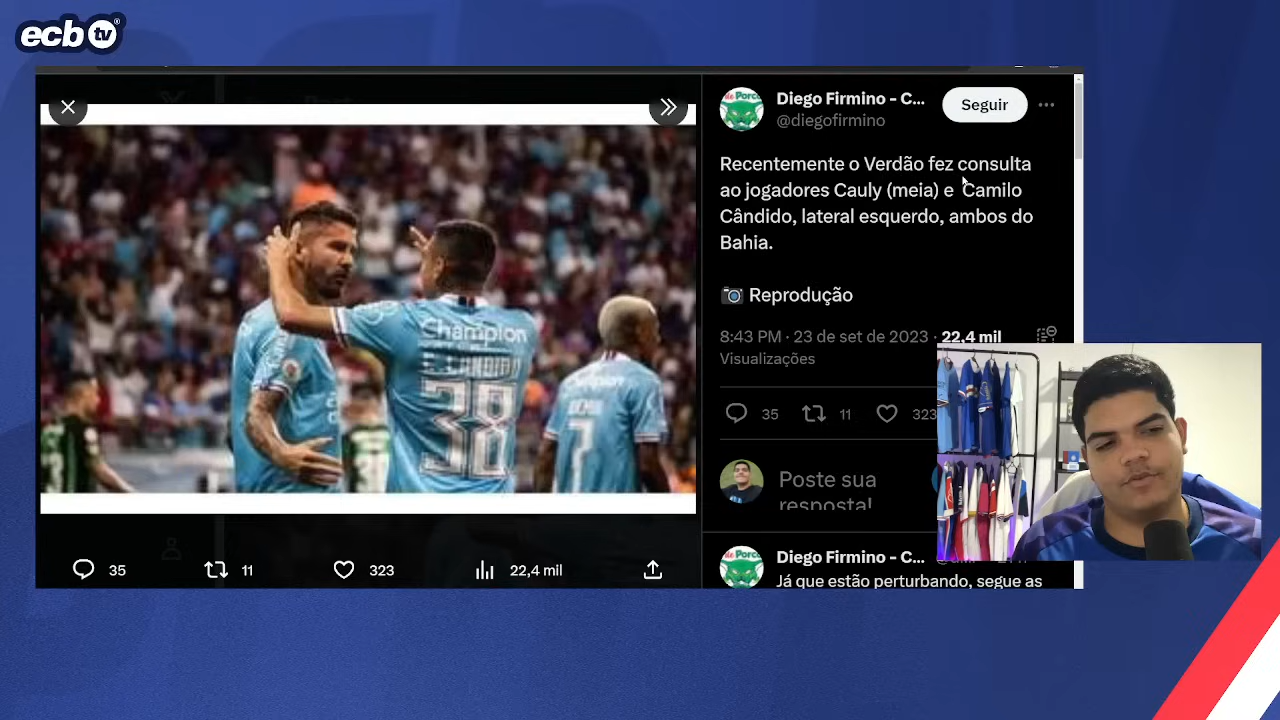 ecb tv
Diego Firmino - C...
Seguir
@diegofirmino
Recentemente o Verdão fez consulta
ao jogadores Cauly (meia) e Camilo
Cândido, lateral esquerdo, ambos do
Bahia.
Reprodução
8:43 PM · 23 de set de 2023 · 22,4 mil
Visualizações
35 11 323
Poste sua
resposta!
Diego Firmino - C...
Já que estão perturbando, segue as
Champion
38
7
35 11 323 22,4 mil